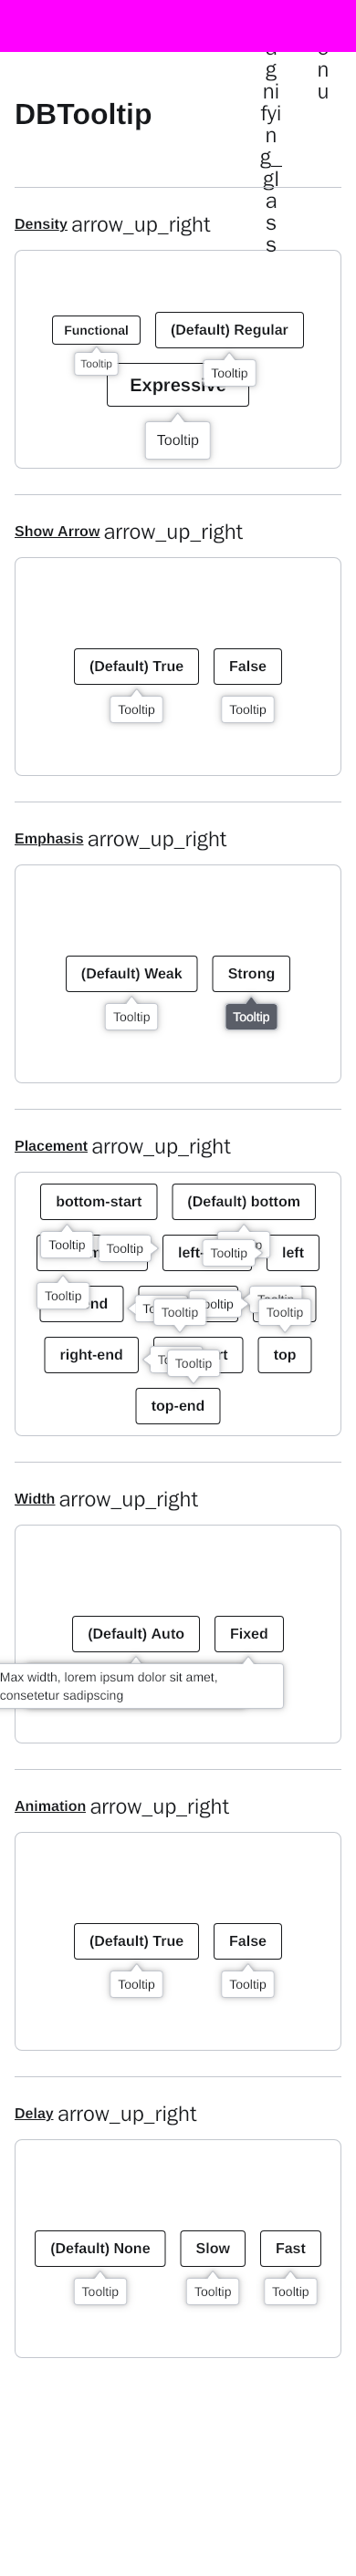 g
ni
fyi
n
g_
gl
a
s
s
n
u
DBTooltip
Density arrow_up_right
Functional
(Default) Regular
Tooltip
Tooltip
Expressive
Tooltip
Show Arrow arrow_up_right
(Default) True
False
Tooltip
Tooltip
Emphasis arrow_up_right
(Default) Weak
Strong
Tooltip
Tooltip
Placement arrow_up_right
bottom-start
(Default) bottom
Tooltip
Tooltip
left-
Tooltip
left
Tooltip
end
Tooltip
ooltip
Tooltip
Tooltip
right-end
Tooltip
top
top-end
Width arrow_up_right
(Default) Auto
Fixed
Max width, lorem ipsum dolor sit amet,
consetetur sadipscing
Animation arrow_up_right
(Default) True
False
Tooltip
Tooltip
Delay arrow_up_right
(Default) None
Slow
Fast
Tooltip
Tooltip
Tooltip